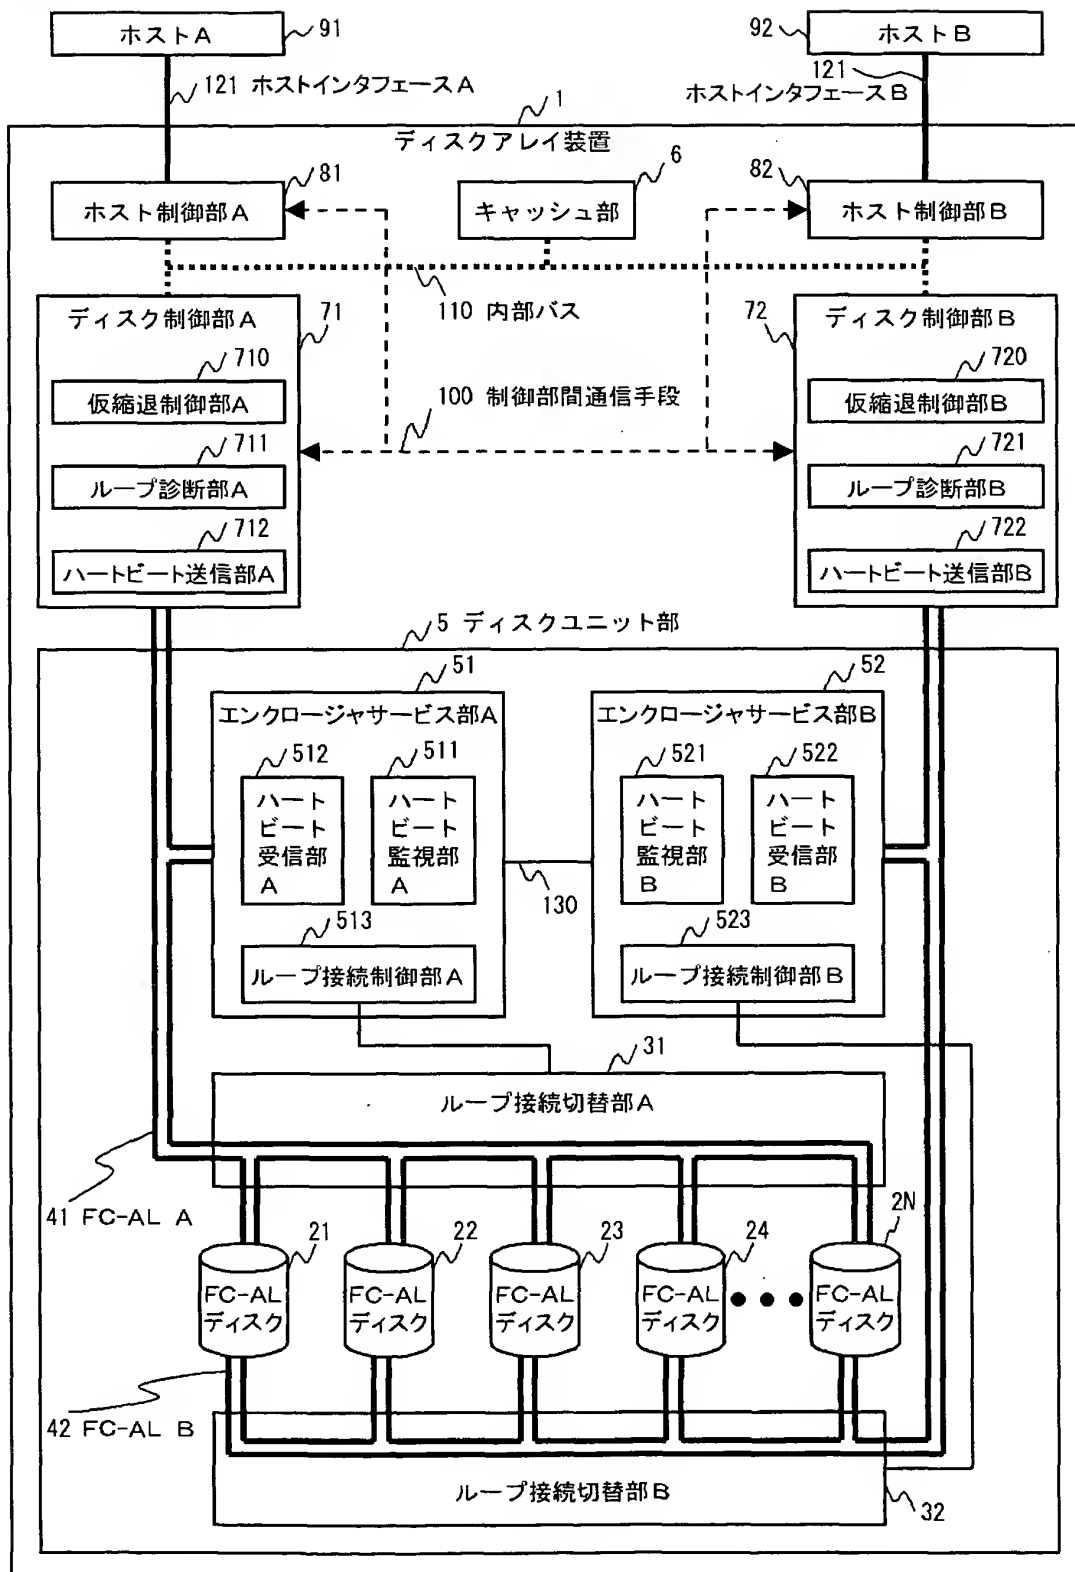 ホストA
91
92
ホストB
121 ホストインタフェースA
121
ホストインタフェースB
1
ディスクアレイ装置
81
6
82
ホスト制御部A
キャッシュ部
ホスト制御部B
110 内部バス
ディスク制御部A
71
72
ディスク制御部B
710
仮縮退制御部A
720
仮縮退制御部B
100 制御部間通信手段
711
ループ診断部A
721
ループ診断部B
712
ハートビート送信部A
722
ハートビート送信部B
5 ディスクユニット部
51
エンクロージャサービス部A
52
エンクロージャサービス部B
512
511
521
522
ハート
ビート
受信部
A
ハート
ビート
監視部
A
ハート
ビート
監視部
B
ハート
ビート
受信部
B
130
513
ループ接続制御部A
523
ループ接続制御部B
31
ループ接続切替部A
41 FC-AL A
21
22
23
24
2N
FC-AL
ディスク
FC-AL
ディスク
FC-AL
ディスク
FC-AL
ディスク
FC-AL
ディスク
42 FC-AL B
ループ接続切替部B
32